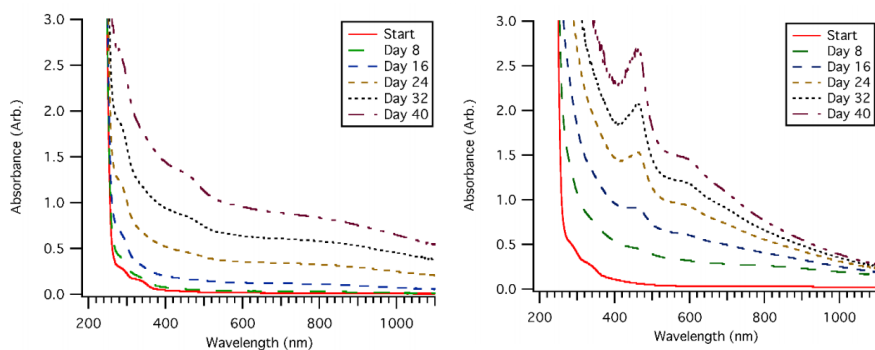 3.0
2.5
2.0
1.5
1.0
0.5
0.0
Absorbance (Arb.)
200
400
600
800
1000
Wavelength (nm)
Start
Day 8
Day 16
Day 24
Day 32
Day 40
3.0
2.5
2.0
1.5
1.0
0.5
0.0
Absorbance (Arb.)
200
400
600
800
1000
Wavelength (nm)
Start
Day 8
Day 16
Day 24
Day 32
Day 40